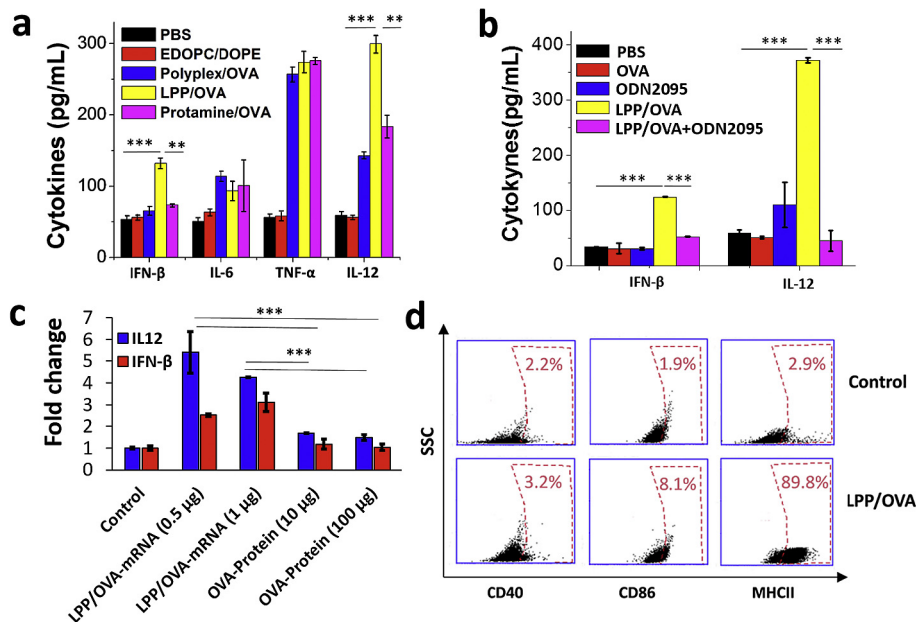 a
Cytokines (pg/mL)
300
200
100
0
PBS
EDOPC/DOPE
Polyplex/OVA
LPP/OVA
Protamine/OVA
*** **
*** **
IFN-β IL-6 TNF-α IL-12
b
Cytokynes(pg/mL)
400
300
200
100
0
PBS
OVA
ODN2095
LPP/OVA
LPP/OVA+ODN2095
*** ***
*** ***
IFN-β IL-12
c
Fold change
7
6
5
4
3
2
1
0
IL12
IFN-β
***
***
Control
LPP/OVA-mRNA (0.5 μg)
LPP/OVA-mRNA (1 μg)
OVA-Protein (10 μg)
OVA-Protein (100 μg)
d
SSC
2.2% 1.9% 2.9% Control
3.2% 8.1% 89.8% LPP/OVA
CD40 CD86 MHCII